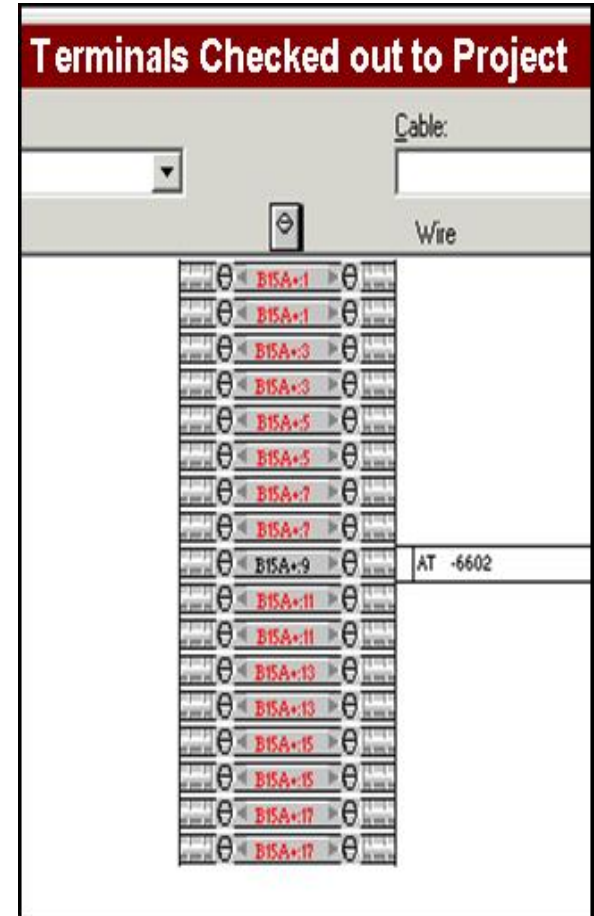 Terminals Checked out to Project
Cable:
Wire
B15A+:1
B15A+:1
B15A+:3
B15A+:3
B15A+:5
B15A+:5
B15A+:7
B15A+:7
B15A+:9 AT -6602
B15A+:11
B15A+:11
B15A+:13
B15A+:13
B15A+:15
B15A+:15
B15A+:17
B15A+:17